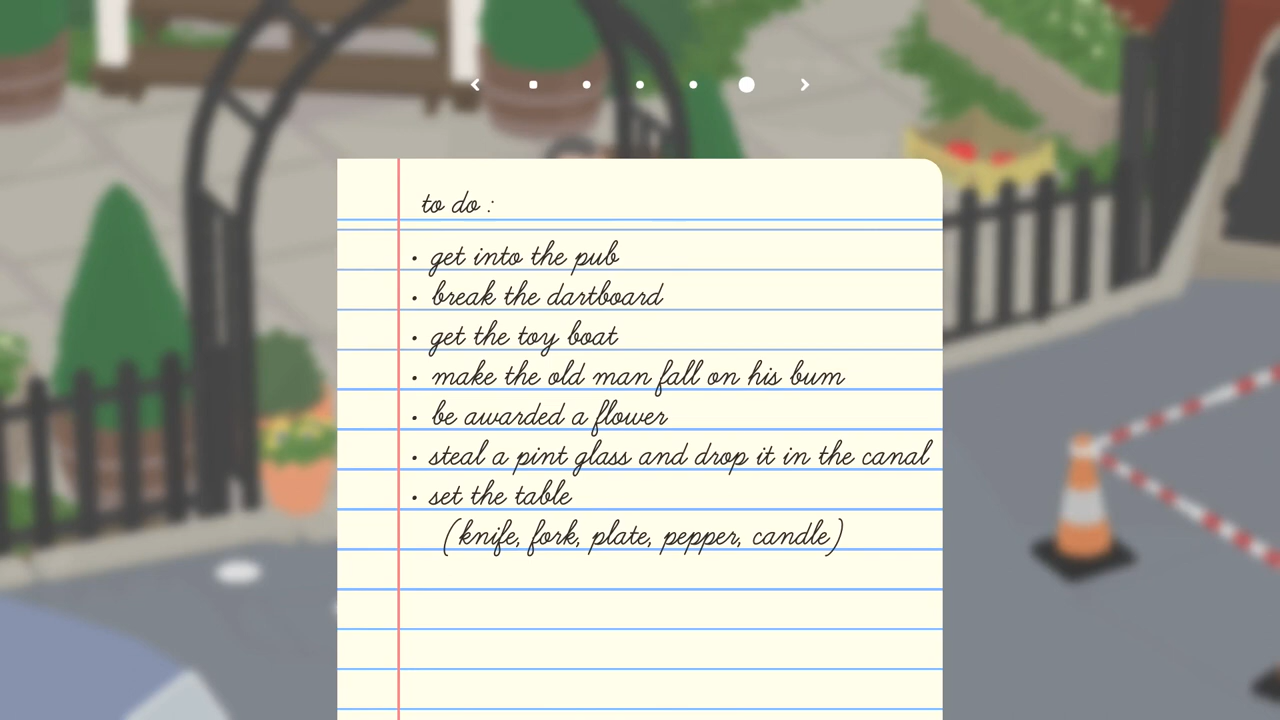 to do :
• get into the pub
• break the dartboard
• get the toy boat
• make the old man fall on his bum
• be awarded a flower
• steal a pint glass and drop it in the canal
• set the table
(knife, fork, plate, pepper, candle)